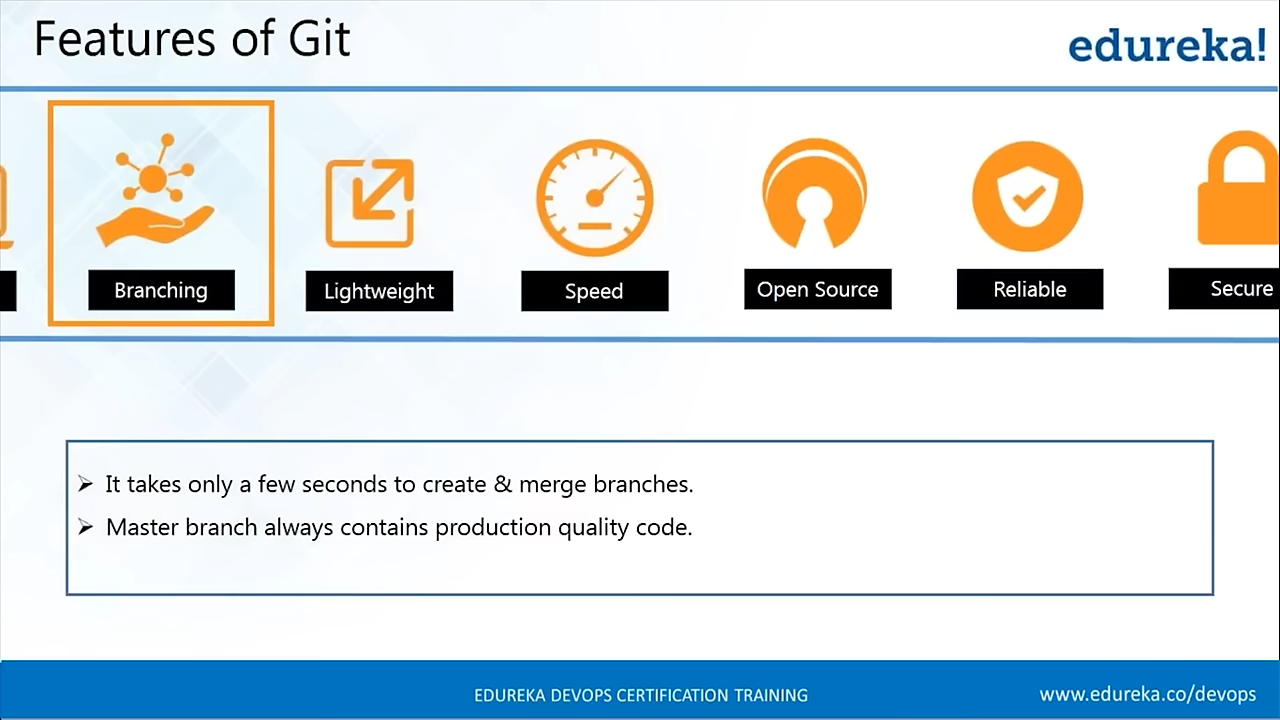 Features of Git
edureka!
Branching
Lightweight
Speed
Open Source
Reliable
Secure
It takes only a few seconds to create & merge branches.
Master branch always contains production quality code.
EDUREKA DEVOPS CERTIFICATION TRAINING
www.edureka.co/devops